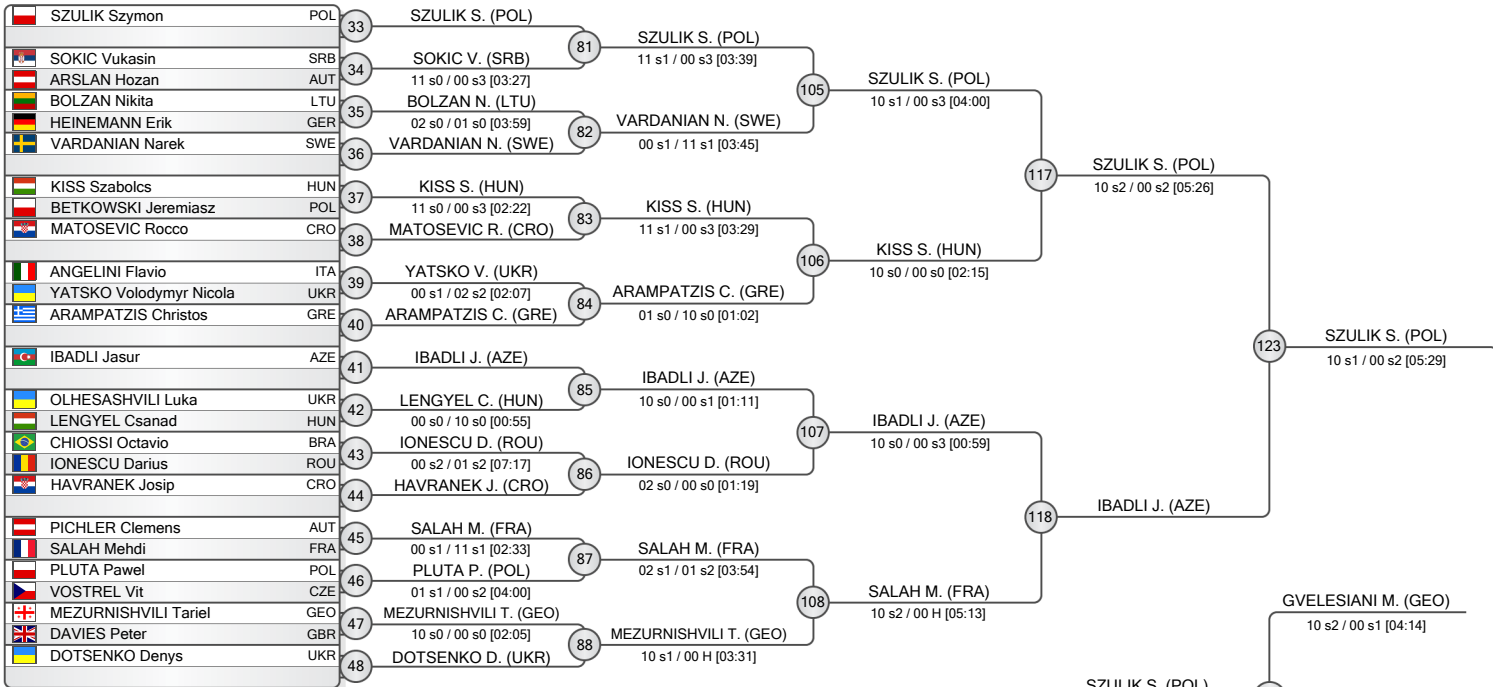 SZULIK Szymon POL
SOKIC Vukasin SRB
ARSLAN Hozan AUT
BOLZAN Nikita LTU
HEINEMANN Erik GER
VARDANIAN Narek SWE
KISS Szabolcs HUN
BETKOWSKI Jeremiasz POL
MATOSEVIC Rocco CRO
ANGELINI Flavio ITA
YATSKO Volodymyr Nicola UKR
ARAMPATZIS Christos GRE
IBADLI Jasur AZE
OLHESASHVILI Luka UKR
LENGYEL Csanad HUN
CHIOSSI Octavio BRA
IONESCU Darius ROU
HAVRANEK Josip CRO
PICHLER Clemens AUT
SALAH Mehdi FRA
PLUTA Pawel POL
VOSTREL Vit CZE
MEZURNISHVILI Tariel GEO
DAVIES Peter GBR
DOTSENKO Denys UKR
33
34
35
36
37
38
39
40
41
42
43
44
45
46
47
48
SZULIK S. (POL)
SOKIC V. (SRB)
11 s0 / 00 s3 [03:27]
BOLZAN N. (LTU)
02 s0 / 01 s0 [03:59]
VARDANIAN N. (SWE)
KISS S. (HUN)
11 s0 / 00 s3 [02:22]
MATOSEVIC R. (CRO)
YATSKO V. (UKR)
00 s1 / 02 s2 [02:07]
ARAMPATZIS C. (GRE)
IBADLI J. (AZE)
LENGYEL C. (HUN)
00 s0 / 10 s0 [00:55]
IONESCU D. (ROU)
00 s2 / 01 s2 [07:17]
HAVRANEK J. (CRO)
SALAH M. (FRA)
00 s1 / 11 s1 [02:33]
PLUTA P. (POL)
01 s1 / 00 s2 [04:00]
MEZURNISHVILI T. (GEO)
10 s0 / 00 s0 [02:05]
DOTSENKO D. (UKR)
81
82
83
84
85
86
87
88
SZULIK S. (POL)
11 s1 / 00 s3 [03:39]
VARDANIAN N. (SWE)
00 s1 / 11 s1 [03:45]
KISS S. (HUN)
11 s1 / 00 s3 [03:29]
ARAMPATZIS C. (GRE)
01 s0 / 10 s0 [01:02]
IBADLI J. (AZE)
10 s0 / 00 s1 [01:11]
IONESCU D. (ROU)
02 s0 / 00 s0 [01:19]
SALAH M. (FRA)
02 s1 / 01 s2 [03:54]
MEZURNISHVILI T. (GEO)
10 s1 / 00 H [03:31]
105
106
107
108
SZULIK S. (POL)
10 s1 / 00 s3 [04:00]
KISS S. (HUN)
10 s0 / 00 s0 [02:15]
IBADLI J. (AZE)
10 s0 / 00 s3 [00:59]
SALAH M. (FRA)
10 s2 / 00 H [05:13]
117
118
SZULIK S. (POL)
10 s2 / 00 s2 [05:26]
IBADLI J. (AZE)
123
SZULIK S. (POL)
10 s1 / 00 s2 [05:29]
GVELESIANI M. (GEO)
10 s2 / 00 s1 [04:14]
SZULIK S. (POL)